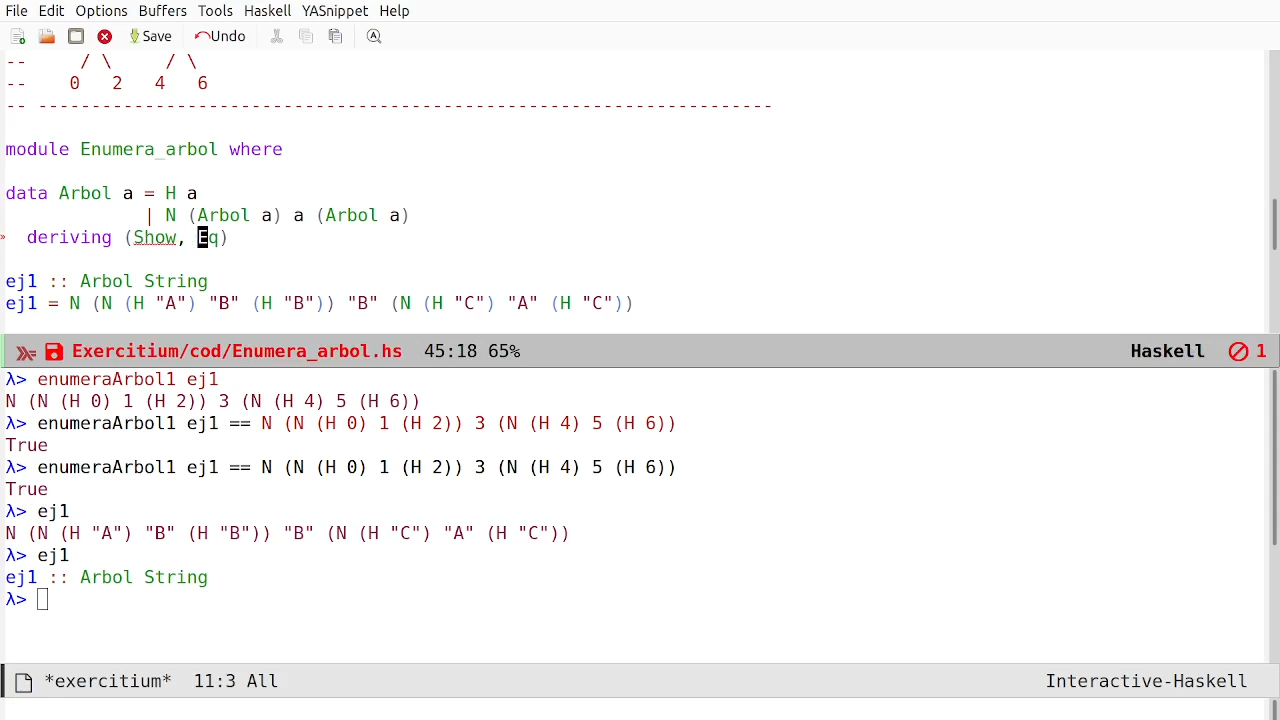 File Edit Options Buffers Tools Haskell YASnippet Help
Save Undo
-- / \ / \
-- 0 2 4 6
-- ---------------------------------------------------------------------
module Enumera_arbol where
data Arbol a = H a
| N (Arbol a) a (Arbol a)
» deriving (Show, Eq)
ej1 :: Arbol String
ej1 = N (N (H "A") "B" (H "B")) "B" (N (H "C") "A" (H "C"))
Exercitium/cod/Enumera_arbol.hs 45:18 65% Haskell 1
λ> enumeraArbol1 ej1
N (N (H 0) 1 (H 2)) 3 (N (H 4) 5 (H 6))
λ> enumeraArbol1 ej1 == N (N (H 0) 1 (H 2)) 3 (N (H 4) 5 (H 6))
True
λ> enumeraArbol1 ej1 == N (N (H 0) 1 (H 2)) 3 (N (H 4) 5 (H 6))
True
λ> ej1
N (N (H "A") "B" (H "B")) "B" (N (H "C") "A" (H "C"))
λ> ej1
ej1 :: Arbol String
λ>
*exercitium* 11:3 All Interactive-Haskell